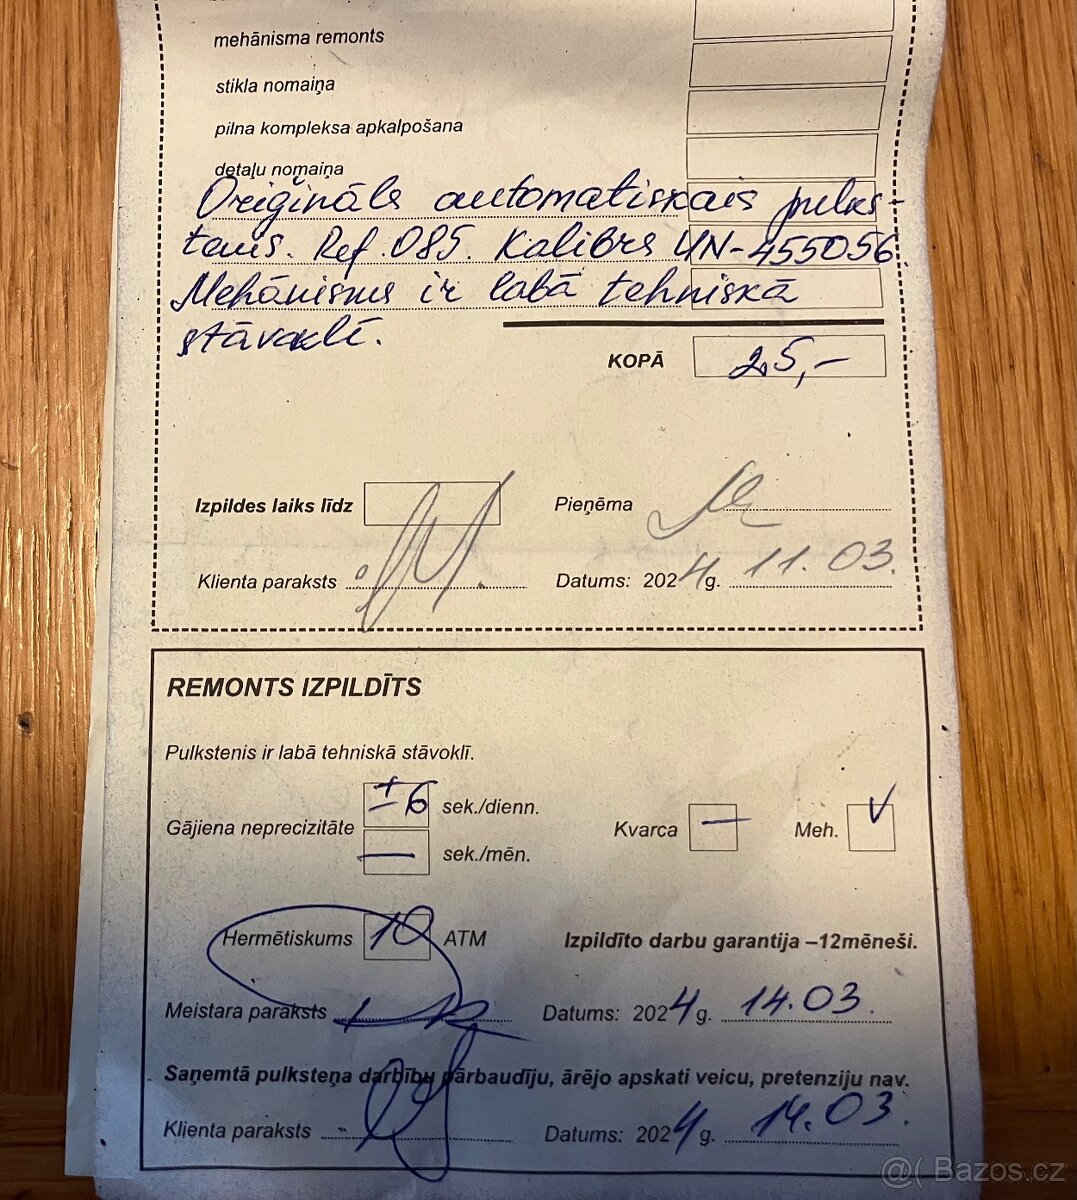 mehānisma remonts
stikla nomaiņa
pilna kompleksa apkalpošana
detaļu nomaiņa
Oriģināls automatiskais pulks-
tenis. Ref. 085. Kalibrs UN-455056.
Mehānisms ir labā tehniskā
stāvoklī.
KOPĀ 25,-
Izpildes laiks līdz Pieņēma
Klienta paraksts Datums: 2024 g. 11.03.
REMONTS IZPILDĪTS
Pulkstenis ir labā tehniskā stāvoklī.
Gājiena neprecizitāte ±6 sek./dienn. Kvarca — Meh. V
— sek./mēn.
Hermētiskums 10 ATM Izpildīto darbu garantija –12mēneši.
Meistara paraksts Datums: 2024 g. 14.03.
Saņemtā pulksteņa darbību pārbaudīju, ārējo apskati veicu, pretenziju nav.
Klienta paraksts Datums: 2024 g. 14.03.
@( Bazos.cz